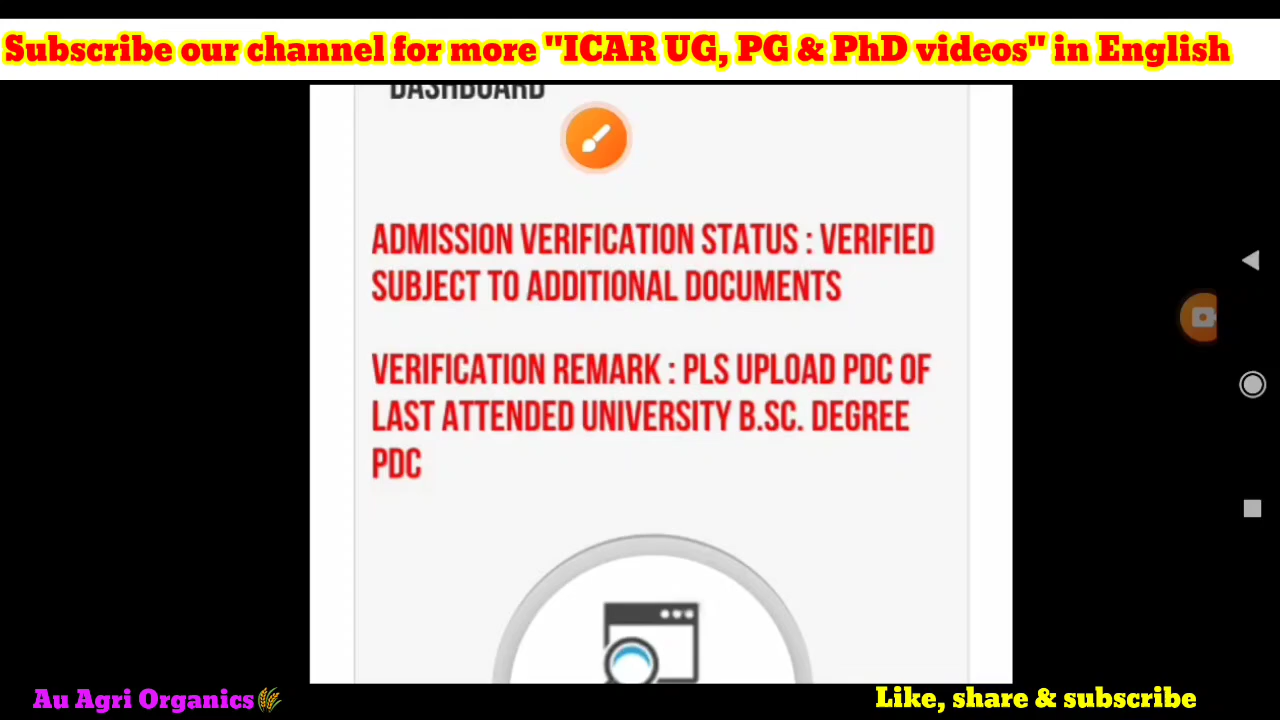 Subscribe our channel for more "ICAR UG, PG & PhD videos" in English
DASHBOARD
ADMISSION VERIFICATION STATUS : VERIFIED
SUBJECT TO ADDITIONAL DOCUMENTS
VERIFICATION REMARK : PLS UPLOAD PDC OF
LAST ATTENDED UNIVERSITY B.SC. DEGREE
PDC
Au Agri Organics🌾
Like, share & subscribe